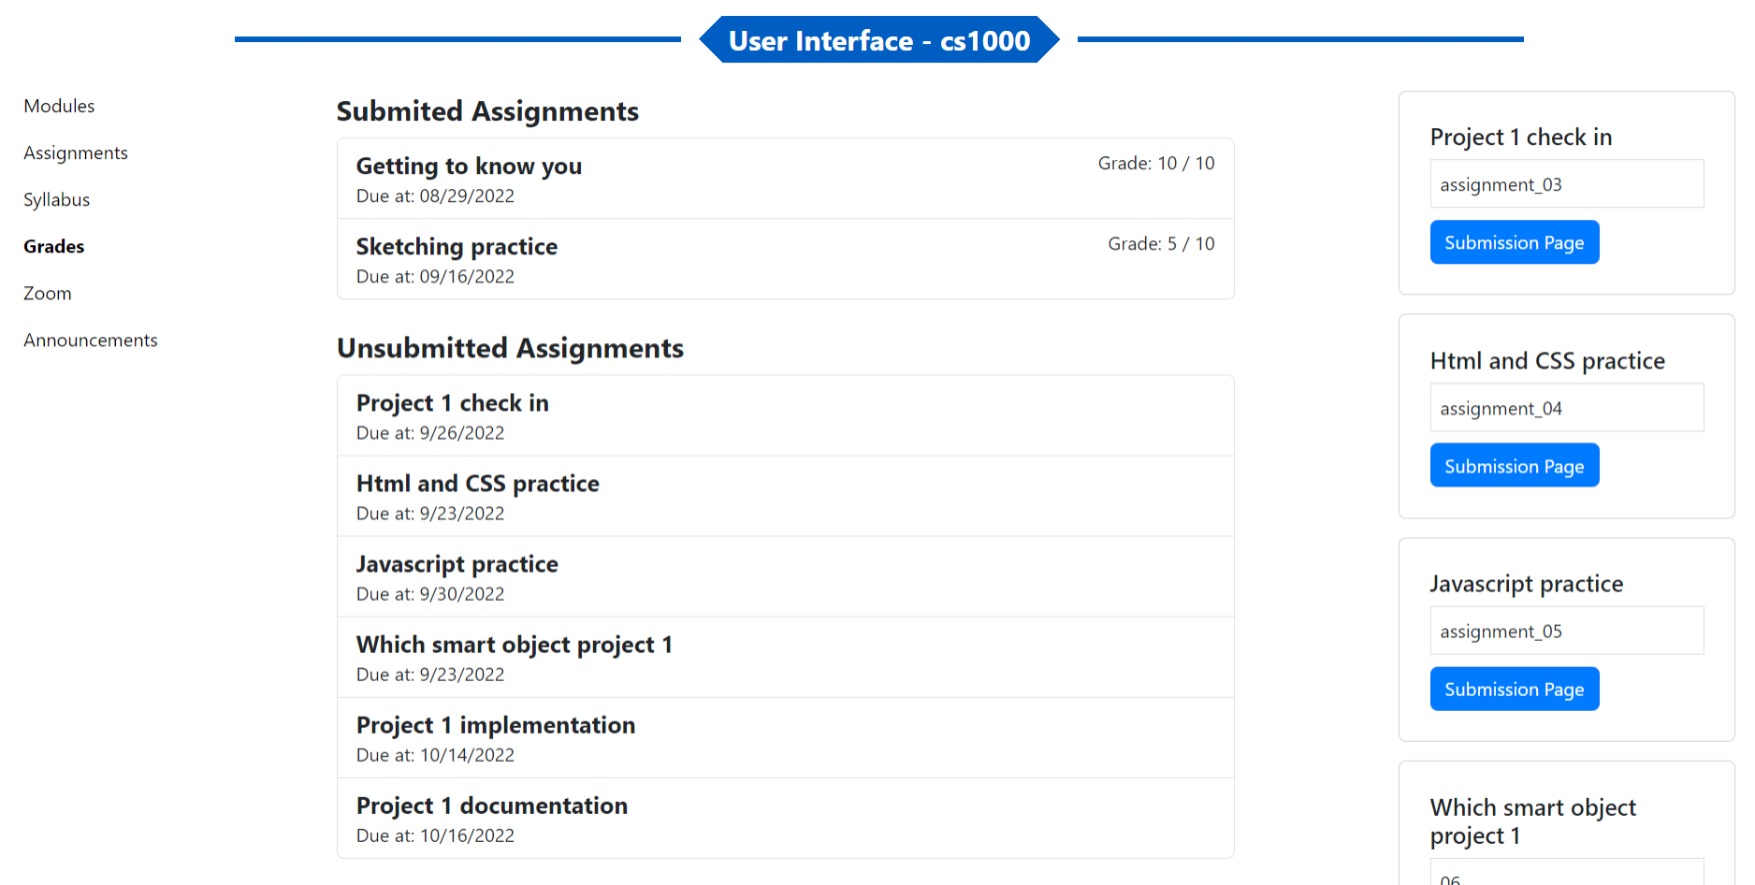 User Interface - cs1000
Modules
Assignments
Syllabus
Grades
Zoom
Announcements
Submited Assignments
Getting to know you
Grade: 10 / 10
Due at: 08/29/2022
Sketching practice
Grade: 5 / 10
Due at: 09/16/2022
Unsubmitted Assignments
Project 1 check in
Due at: 9/26/2022
Html and CSS practice
Due at: 9/23/2022
Javascript practice
Due at: 9/30/2022
Which smart object project 1
Due at: 9/23/2022
Project 1 implementation
Due at: 10/14/2022
Project 1 documentation
Due at: 10/16/2022
Project 1 check in
assignment_03
Submission Page
Html and CSS practice
assignment_04
Submission Page
Javascript practice
assignment_05
Submission Page
Which smart object
project 1